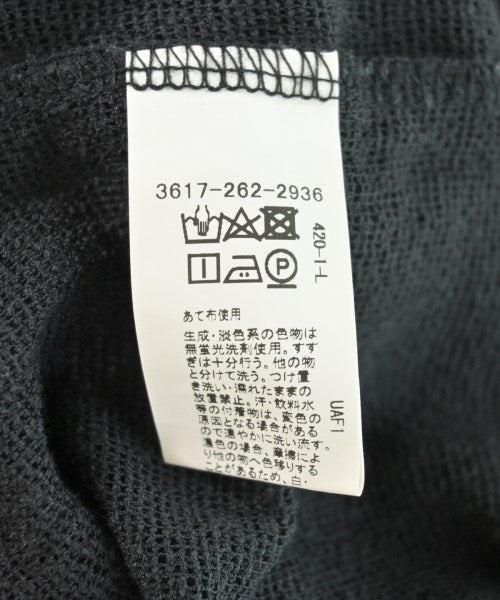 3617-262-2936
420-1-L
P
あて布使用
生成・淡色系の色物は
無蛍光洗剤使用。すす
ぎは十分行う。他の物
と分けて洗う。つけ置
き洗い・濡れたままの
放置禁止。汗・飲料水
等の付着物は、変色の
原因となる場合がある
ので速やかに洗い流す。
濃色の場合、摩擦によ
り他の物へ色移りする
ことがあるため、白・
UAF1